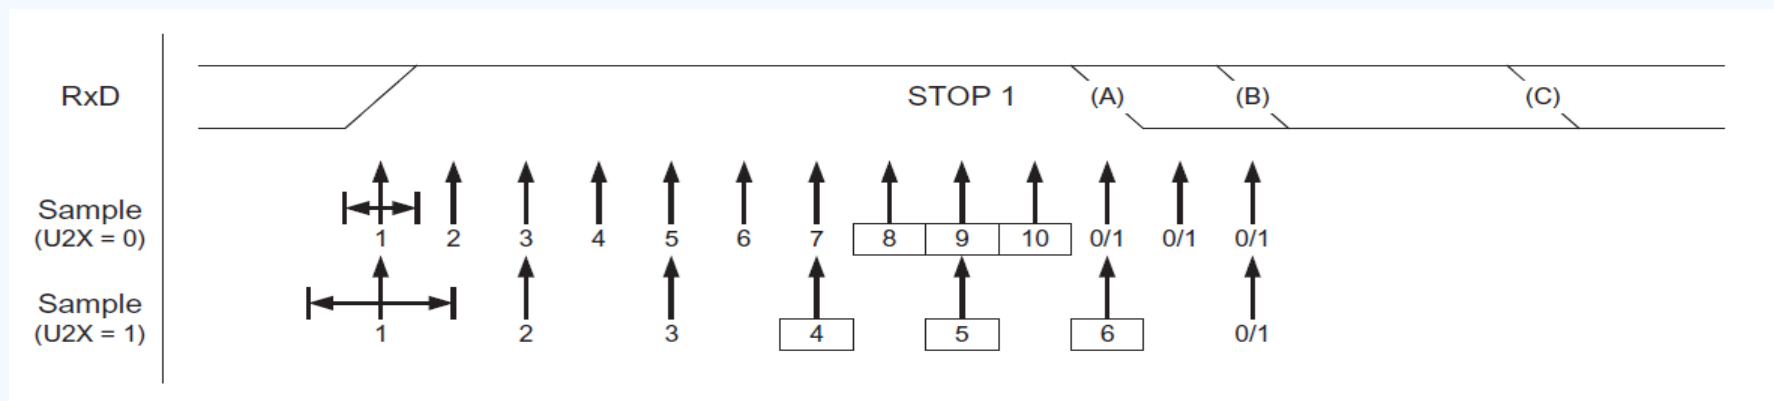 RxD STOP 1 (A) (B) (C)
Sample
(U2X = 0) 1 2 3 4 5 6 7 8 9 10 0/1 0/1 0/1
Sample
(U2X = 1) 1 2 3 4 5 6 0/1